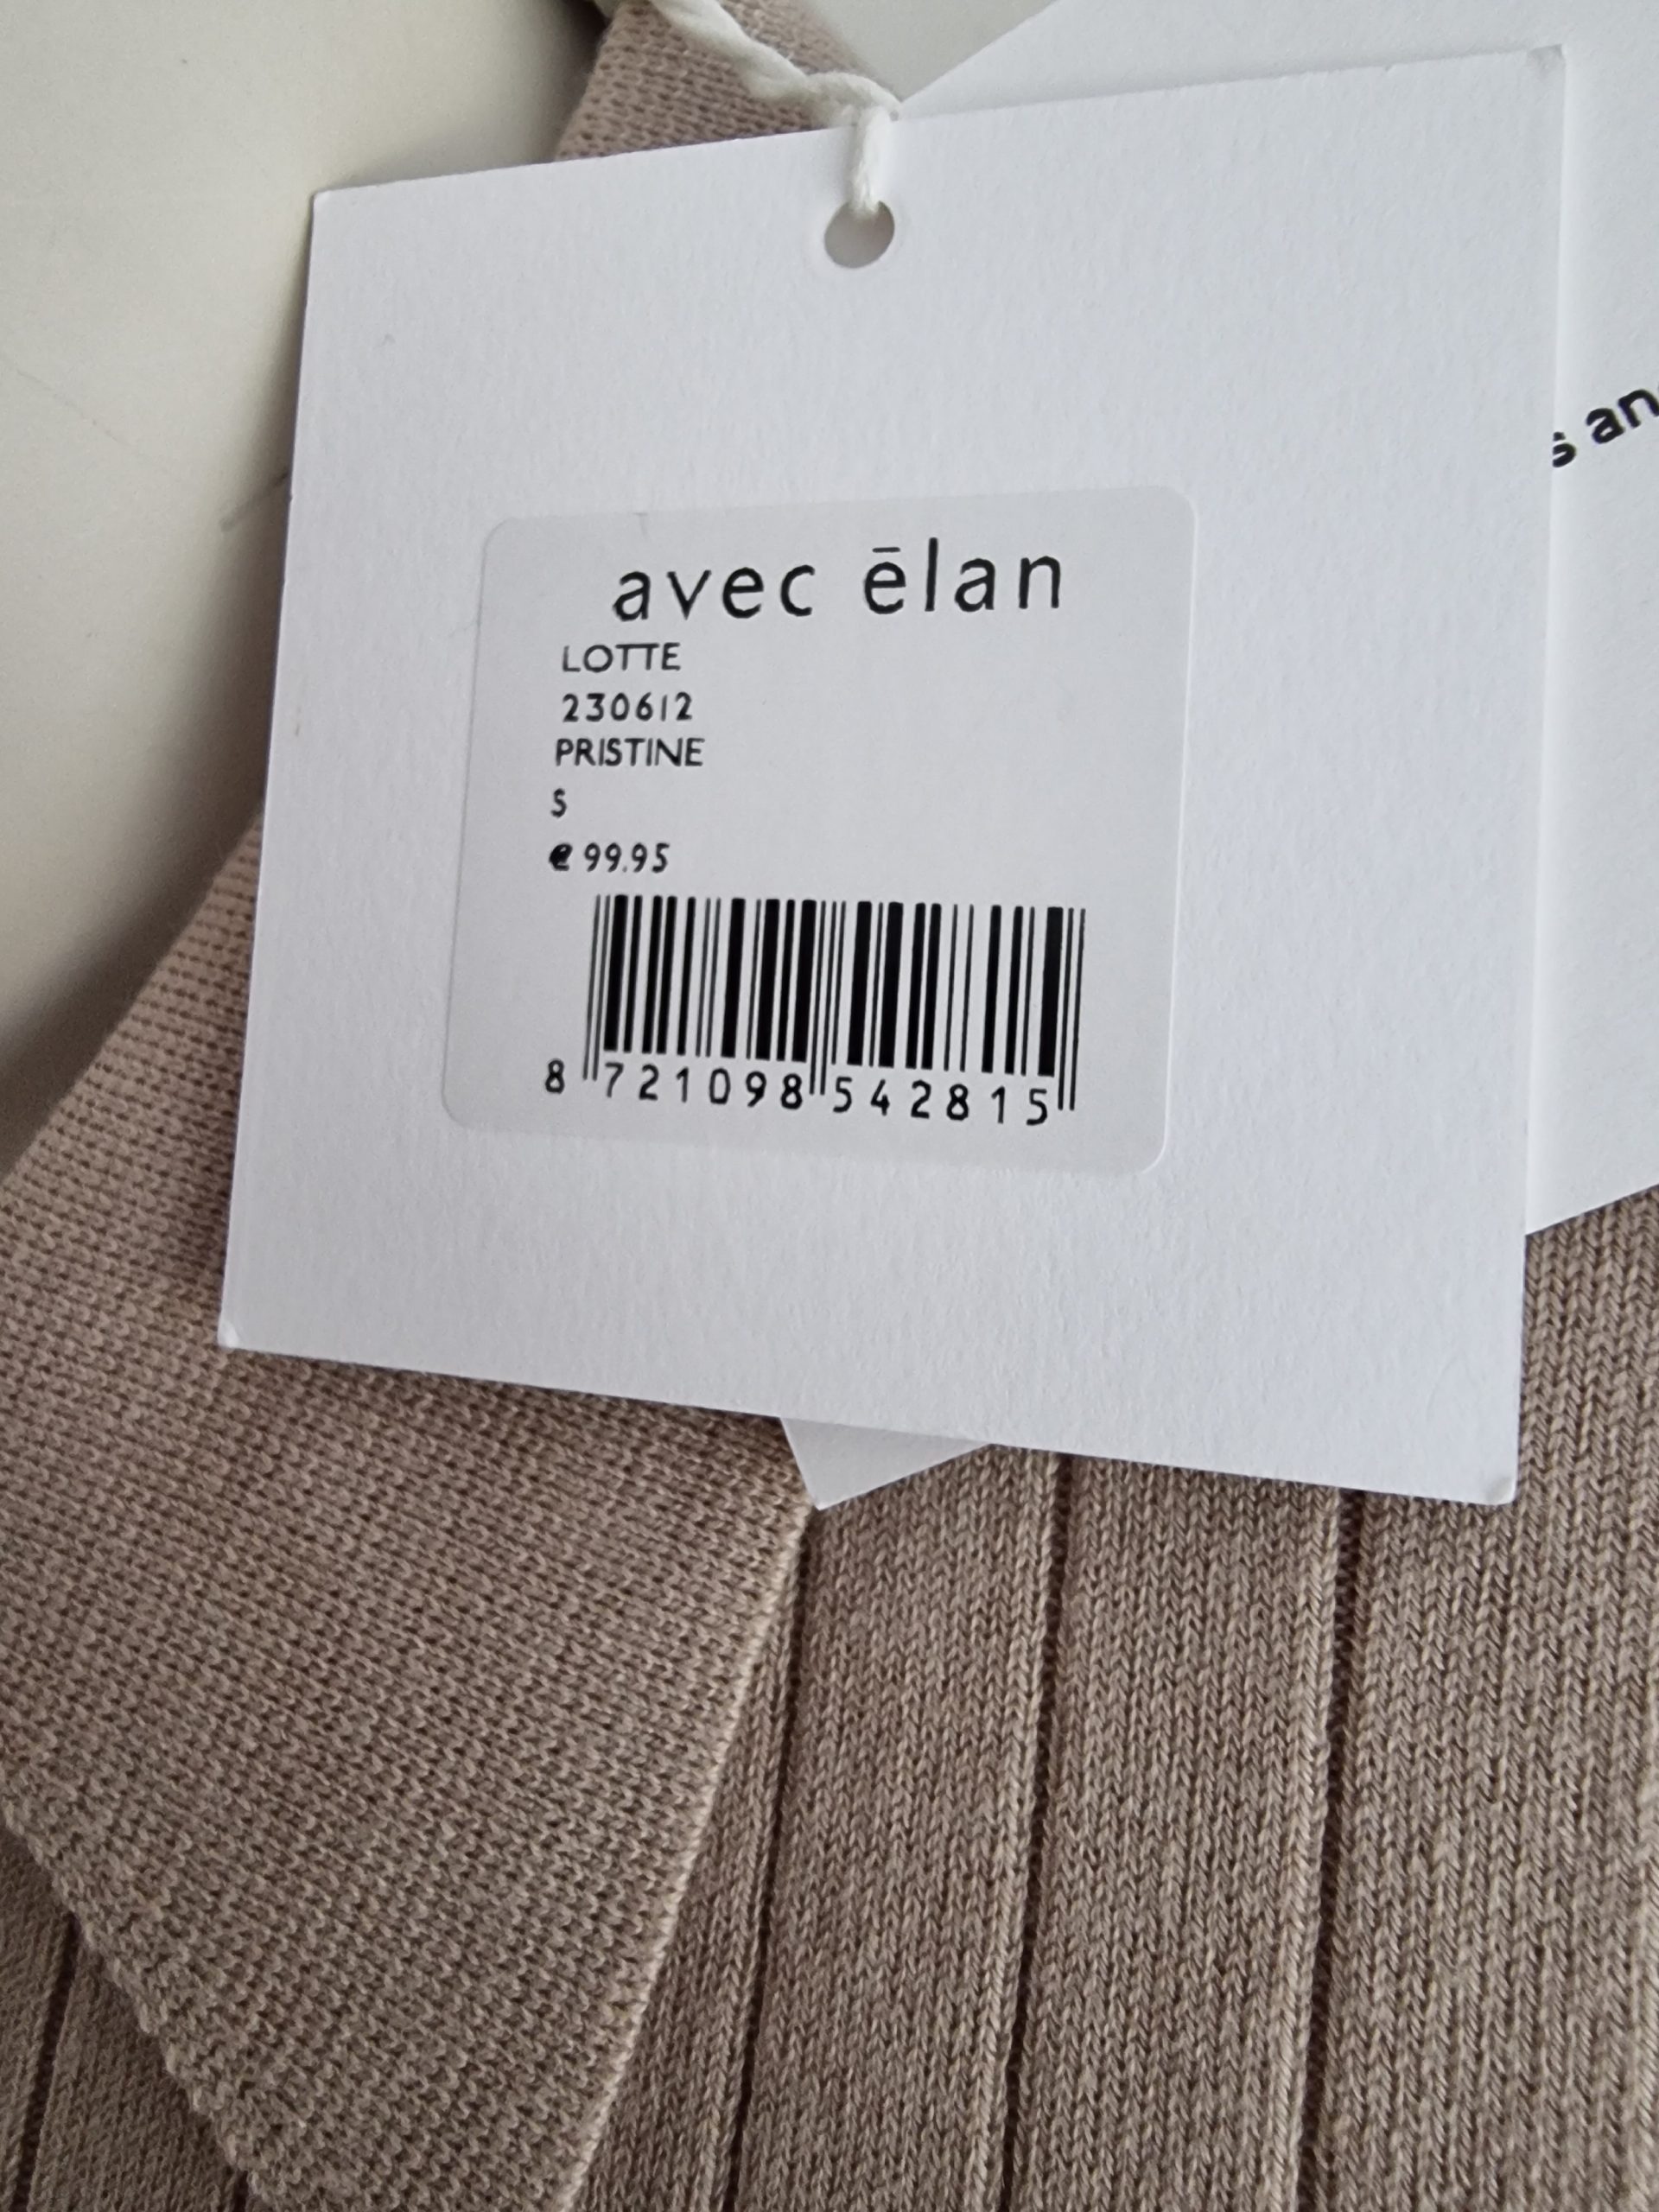 avec ēlan
LOTTE
230612
PRISTINE
S
€ 99.95
8 721098 542815
s an